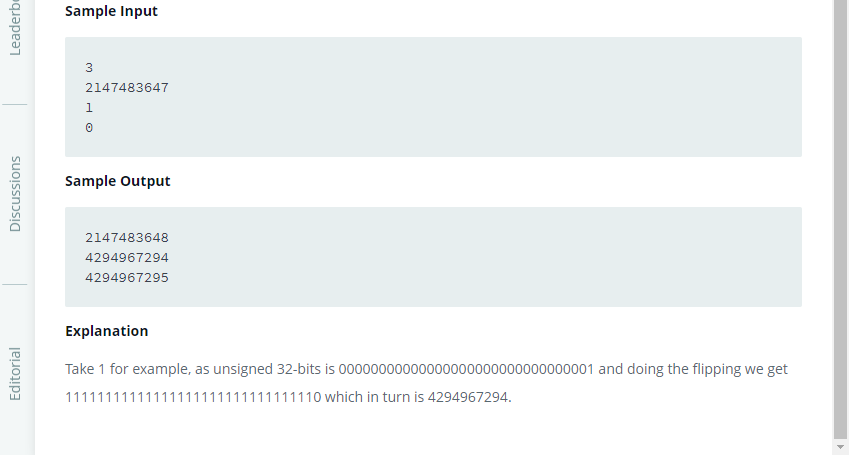 Leaderbo
Discussions
Editorial
Sample Input
3
2147483647
1
0
Sample Output
2147483648
4294967294
4294967295
Explanation
Take 1 for example, as unsigned 32-bits is 00000000000000000000000000000001 and doing the flipping we get
11111111111111111111111111111110 which in turn is 4294967294.